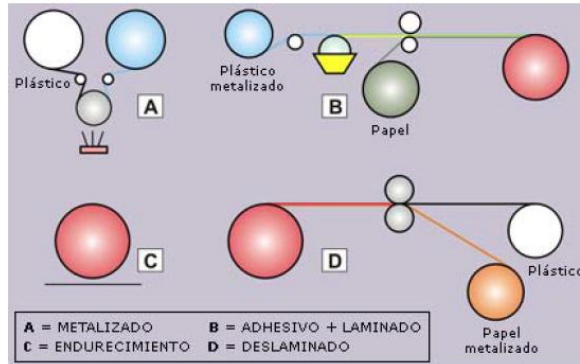 Plástico
A
Plástico
metalizado
B
Papel
C
D
Plástico
Papel
metalizado
A = METALIZADO
B = ADHESIVO + LAMINADO
C = ENDURECIMIENTO
D = DESLAMINADO